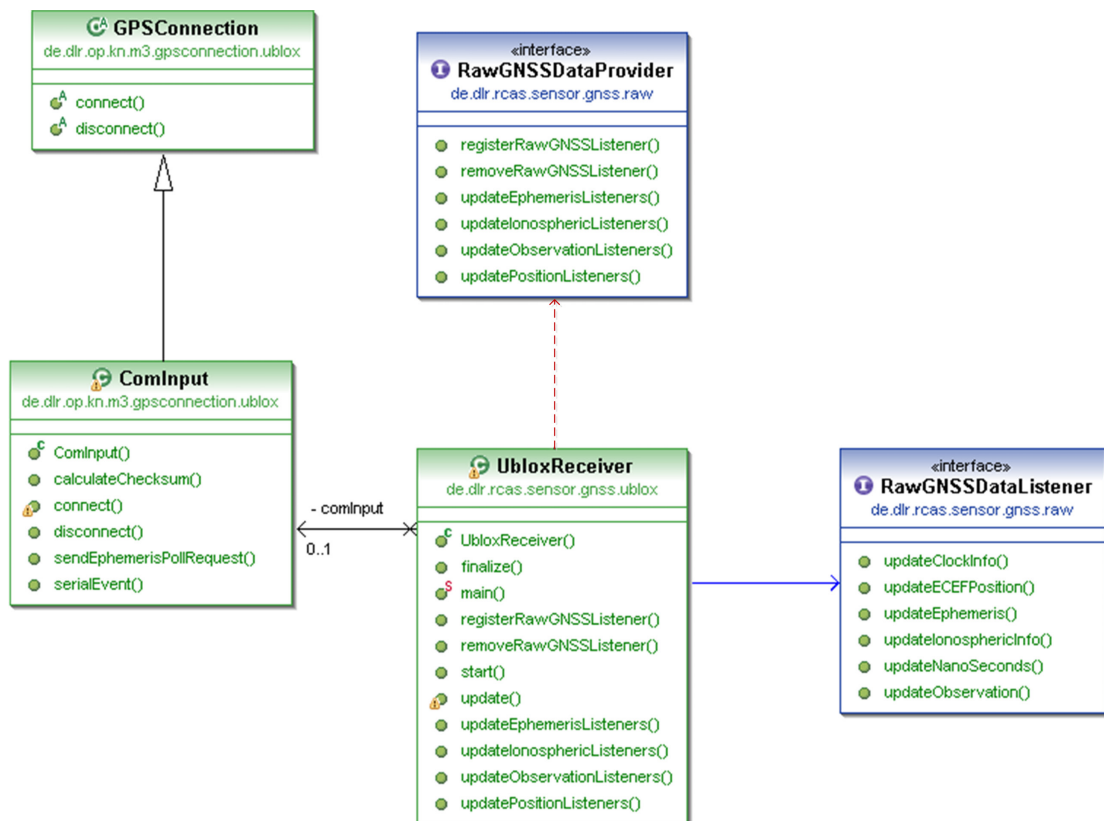 GPSConnection
de.dlr.op.kn.m3.gpsconnection.ublox
connect()
disconnect()
«interface»
RawGNSSDataProvider
de.dlr.rcas.sensor.gnss.raw
registerRawGNSSListener()
removeRawGNSSListener()
updateEphemerisListeners()
updateIonosphericListeners()
updateObservationListeners()
updatePositionListeners()
ComInput
de.dlr.op.kn.m3.gpsconnection.ublox
ComInput()
calculateChecksum()
connect()
disconnect()
sendEphemerisPollRequest()
serialEvent()
- comInput
0..1
UbloxReceiver
de.dlr.rcas.sensor.gnss.ublox
UbloxReceiver()
finalize()
main()
registerRawGNSSListener()
removeRawGNSSListener()
start()
update()
updateEphemerisListeners()
updateIonosphericListeners()
updateObservationListeners()
updatePositionListeners()
«interface»
RawGNSSDataListener
de.dlr.rcas.sensor.gnss.raw
updateClockInfo()
updateECEFPosition()
updateEphemeris()
updateIonosphericInfo()
updateNanoSeconds()
updateObservation()